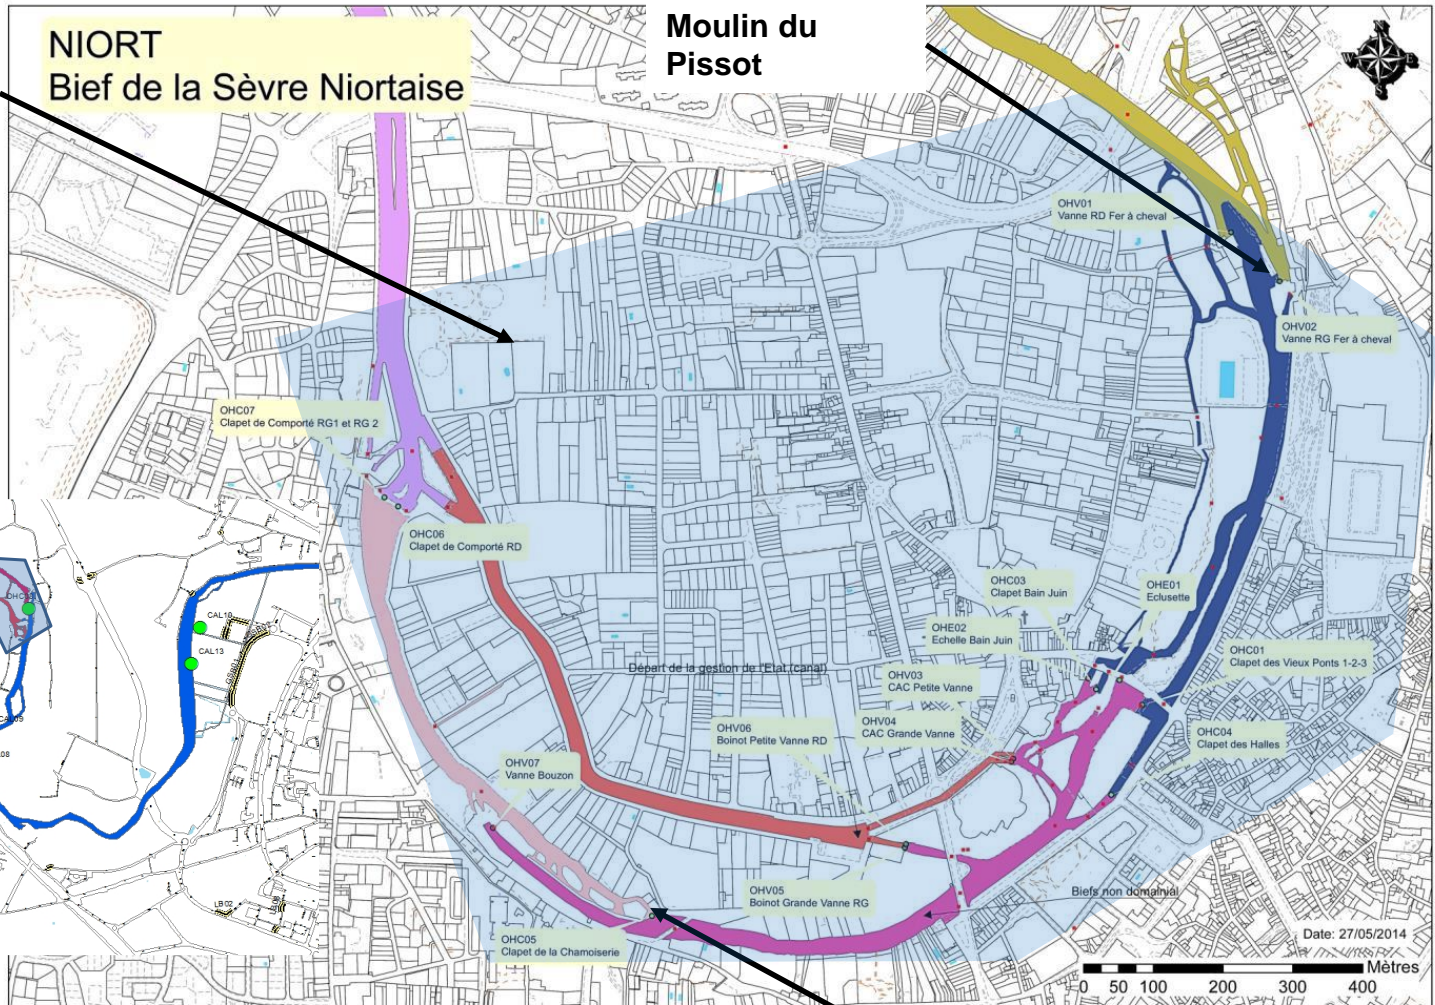 NIORT
Bief de la Sèvre Niortaise
Moulin du
Pissot
N
W
E
S
OHV01
Vanne RD Fer à cheval
OHV02
Vanne RG Fer à cheval
OHC07
Clapet de Comporté RG1 et RG 2
OHC06
Clapet de Comporté RD
OHC03
Clapet Bain Juin
OHE01
Eclusette
OHE02
Echelle Bain Juin
OHC01
Clapet des Vieux Ponts 1-2-3
Départ de la gestion de l'Etat (canal)
OHV03
CAC Petite Vanne
OHV06
Boinot Petite Vanne RD
OHV04
CAC Grande Vanne
OHC04
Clapet des Halles
OHV07
Vanne Bouzon
OHV05
Boinot Grande Vanne RG
Biefs non domainial
OHC05
Clapet de la Chamoiserie
CAL10
CAL13
LB02
Date: 27/05/2014
Mètres
0 50 100 200 300 400